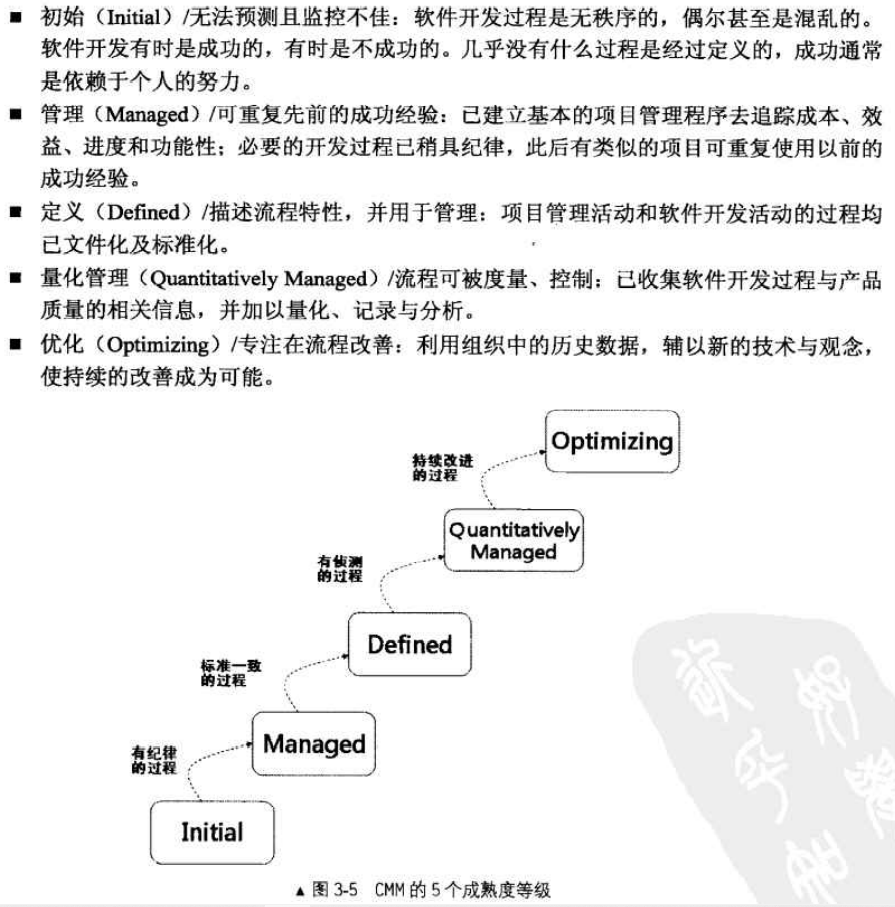 ■ 初始（Initial）/无法预测且监控不佳：软件开发过程是无秩序的，偶尔甚至是混乱的。
软件开发有时是成功的，有时是不成功的。几乎没有什么过程是经过定义的，成功通常
是依赖于个人的努力。
■ 管理（Managed）/可重复先前的成功经验：已建立基本的项目管理程序去追踪成本、效
益、进度和功能性；必要的开发过程已稍具纪律，此后有类似的项目可重复使用以前的
成功经验。
■ 定义（Defined）/描述流程特性，并用于管理：项目管理活动和软件开发活动的过程均
已文件化及标准化。
■ 量化管理（Quantitatively Managed）/流程可被度量、控制：已收集软件开发过程与产品
质量的相关信息，并加以量化、记录与分析。
■ 优化（Optimizing）/专注在流程改善：利用组织中的历史数据，辅以新的技术与观念，
使持续的改善成为可能。
Optimizing
持续改进
的过程
Quantitatively
Managed
有侦测
的过程
Defined
标准一致
的过程
Managed
有纪律
的过程
Initial
▲ 图 3-5 CMM 的 5 个成熟度等级